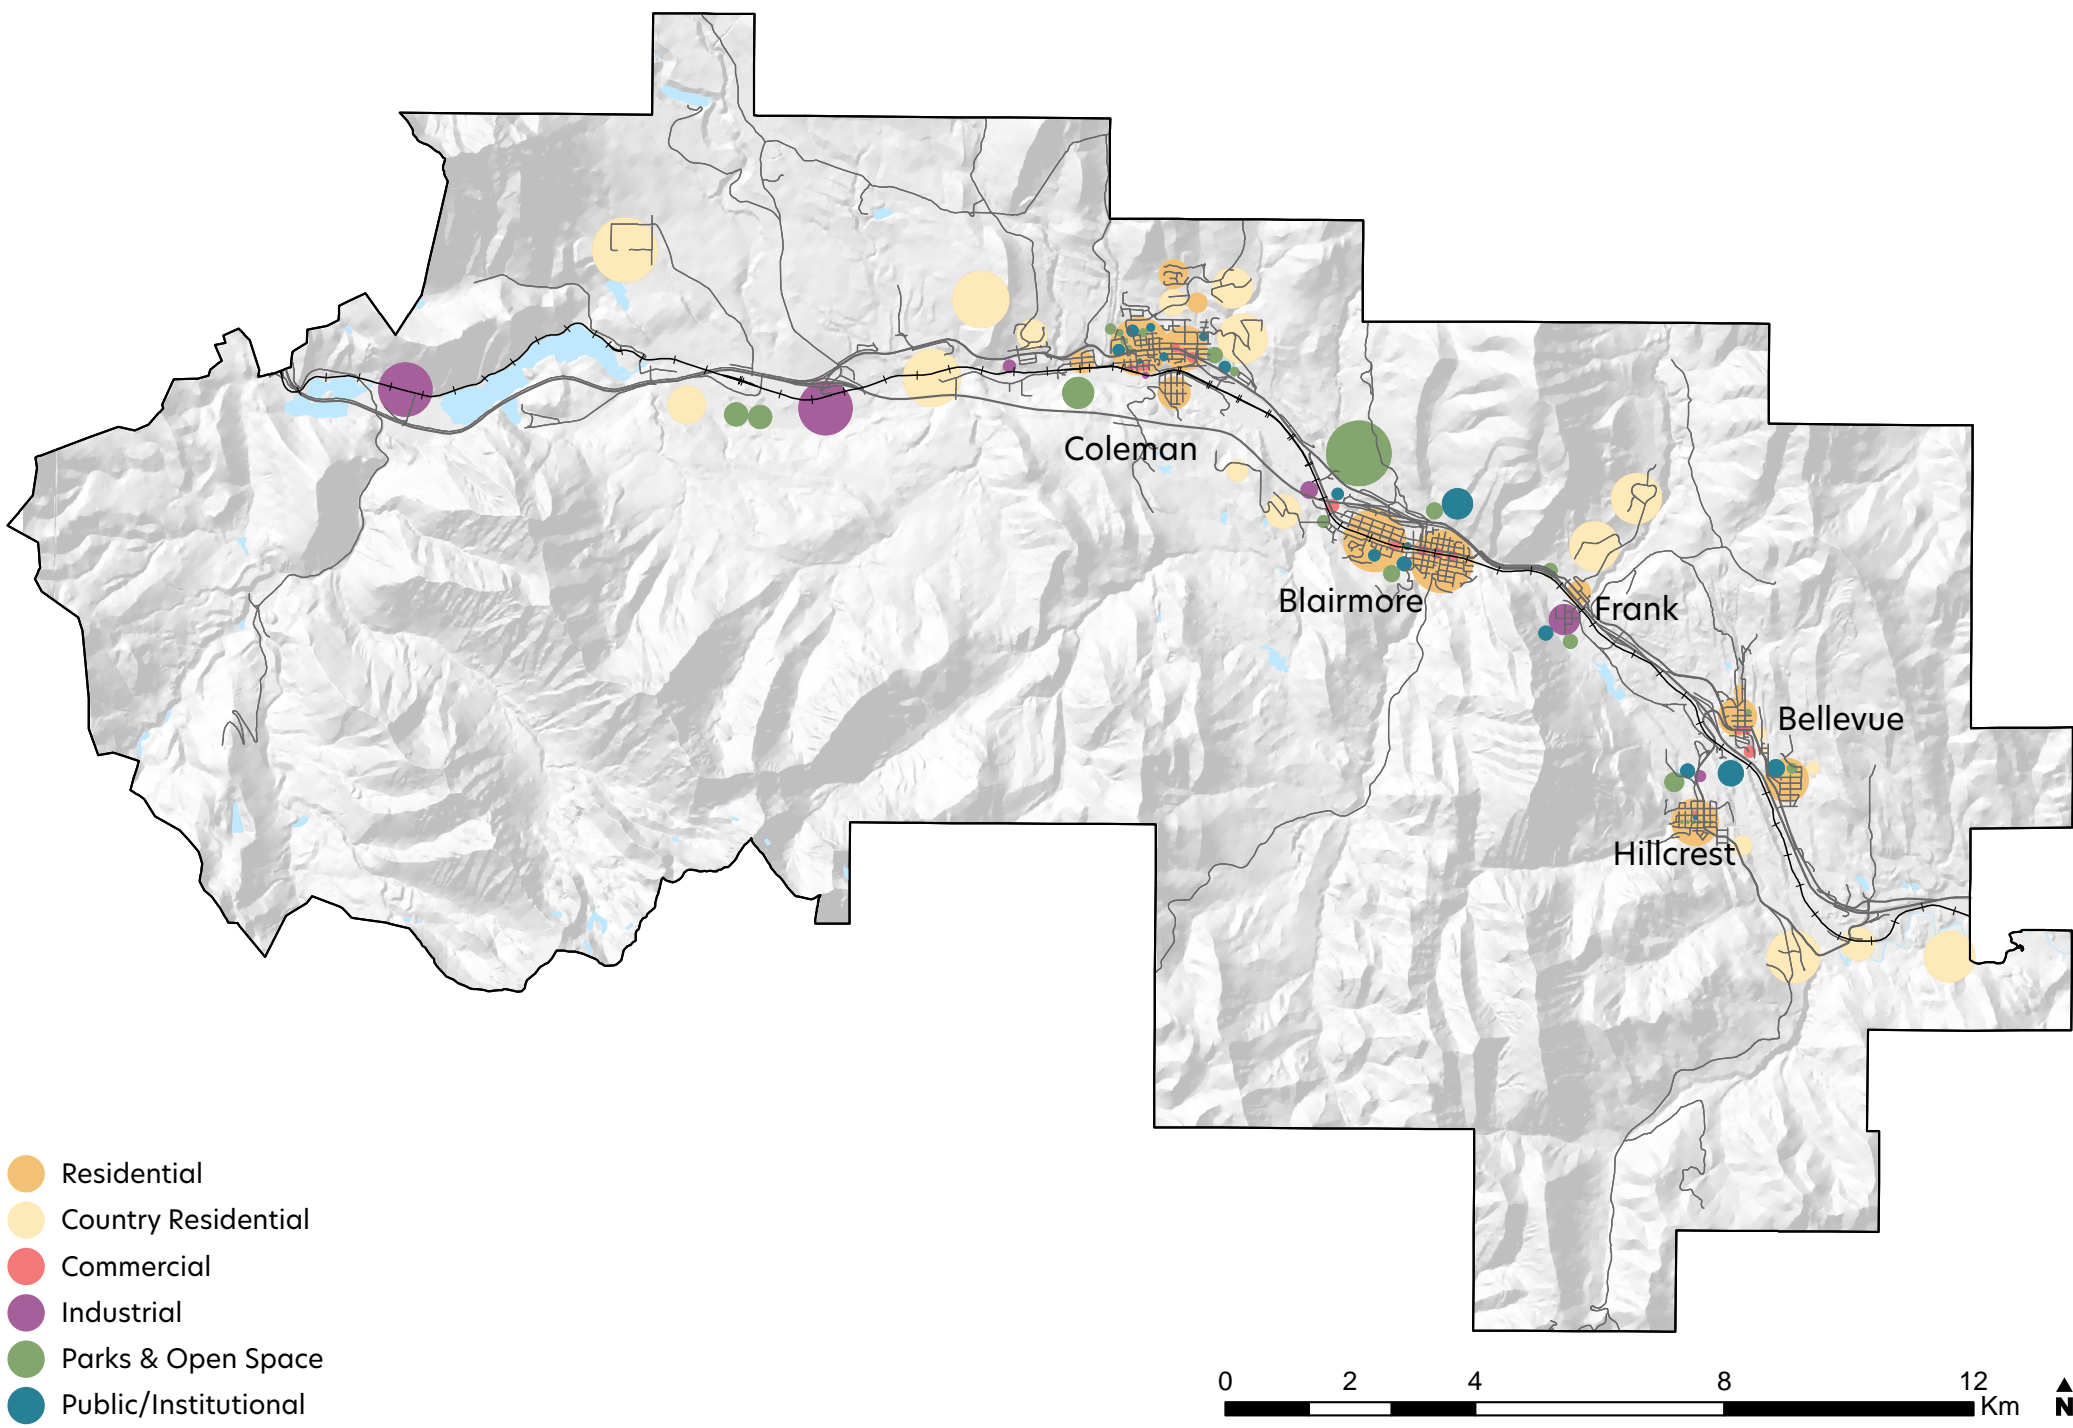 Coleman
Blairmore
Frank
Bellevue
Hillcrest
Residential
Country Residential
Commercial
Industrial
Parks & Open Space
Public/Institutional
0 2 4 8 12
Km
N